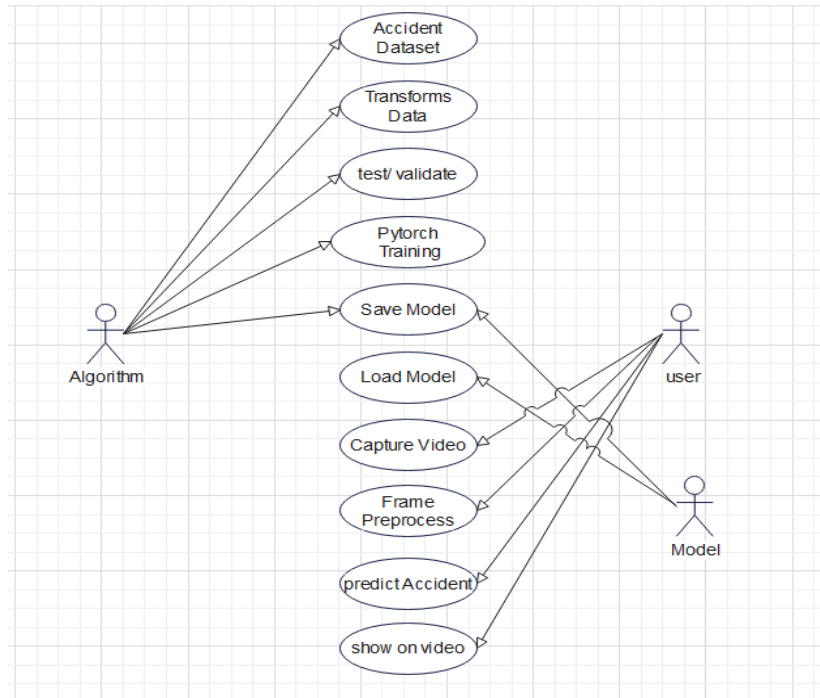 Accident
Dataset
Transforms
Data
test/ validate
Pytorch
Training
Save Model
Algorithm
Load Model
user
Capture Video
Frame
Preprocess
Model
predict Accident
show on video